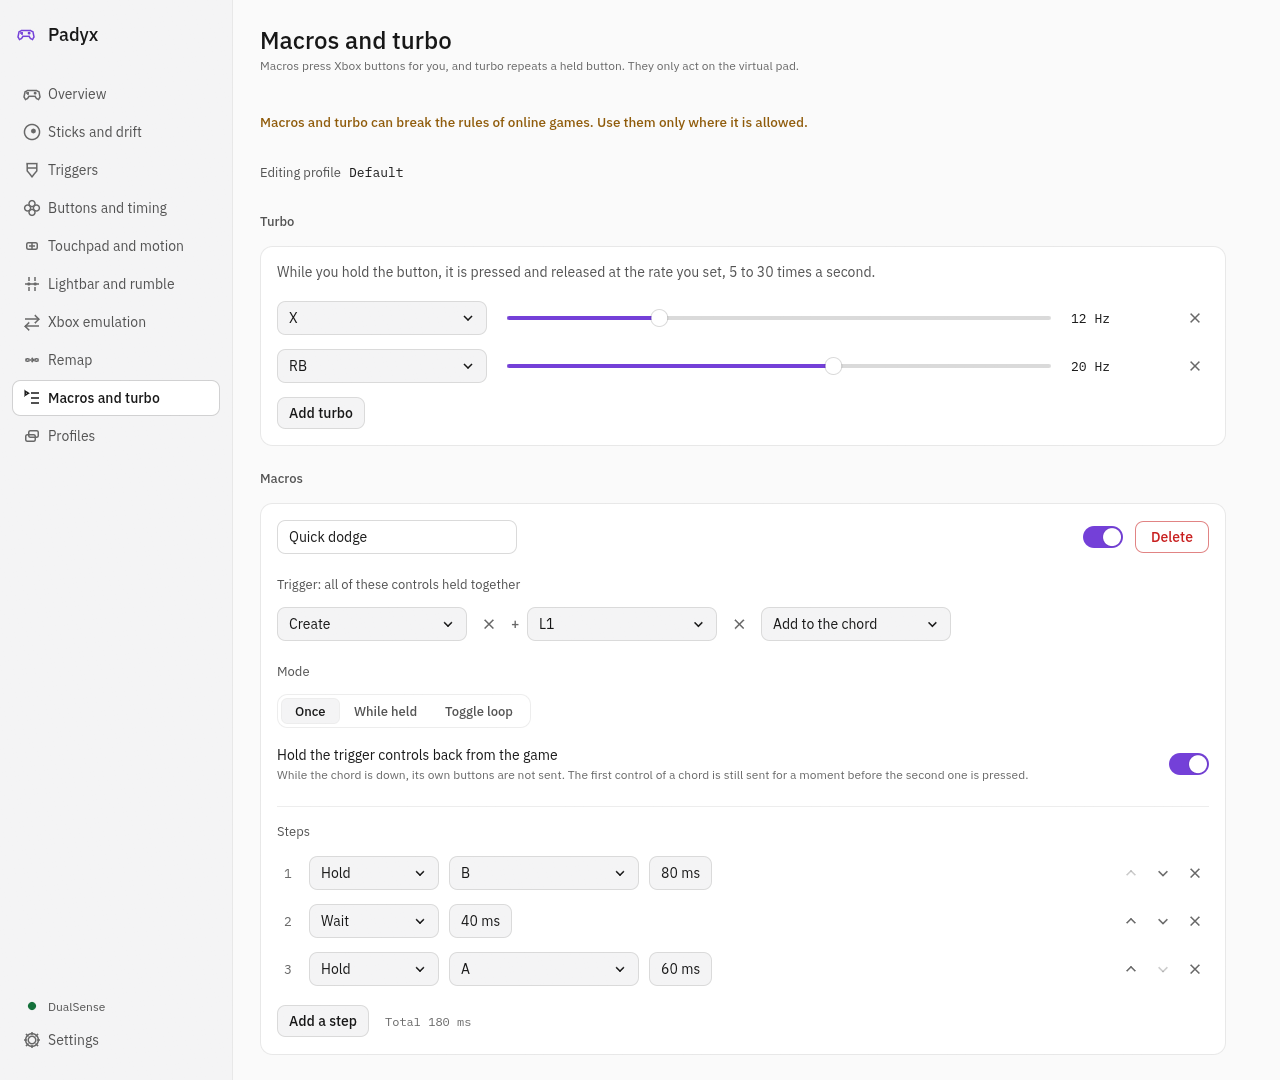 Padyx
Overview
Sticks and drift
Triggers
Buttons and timing
Touchpad and motion
Lightbar and rumble
Xbox emulation
Remap
Macros and turbo
Profiles
DualSense
Settings
Macros and turbo
Macros press Xbox buttons for you, and turbo repeats a held button. They only act on the virtual pad.
Macros and turbo can break the rules of online games. Use them only where it is allowed.
Editing profile Default
Turbo
While you hold the button, it is pressed and released at the rate you set, 5 to 30 times a second.
X 12 Hz
RB 20 Hz
Add turbo
Macros
Quick dodge Delete
Trigger: all of these controls held together
Create + L1 Add to the chord
Mode
Once While held Toggle loop
Hold the trigger controls back from the game
While the chord is down, its own buttons are not sent. The first control of a chord is still sent for a moment before the second one is pressed.
Steps
1 Hold B 80 ms
2 Wait 40 ms
3 Hold A 60 ms
Add a step Total 180 ms